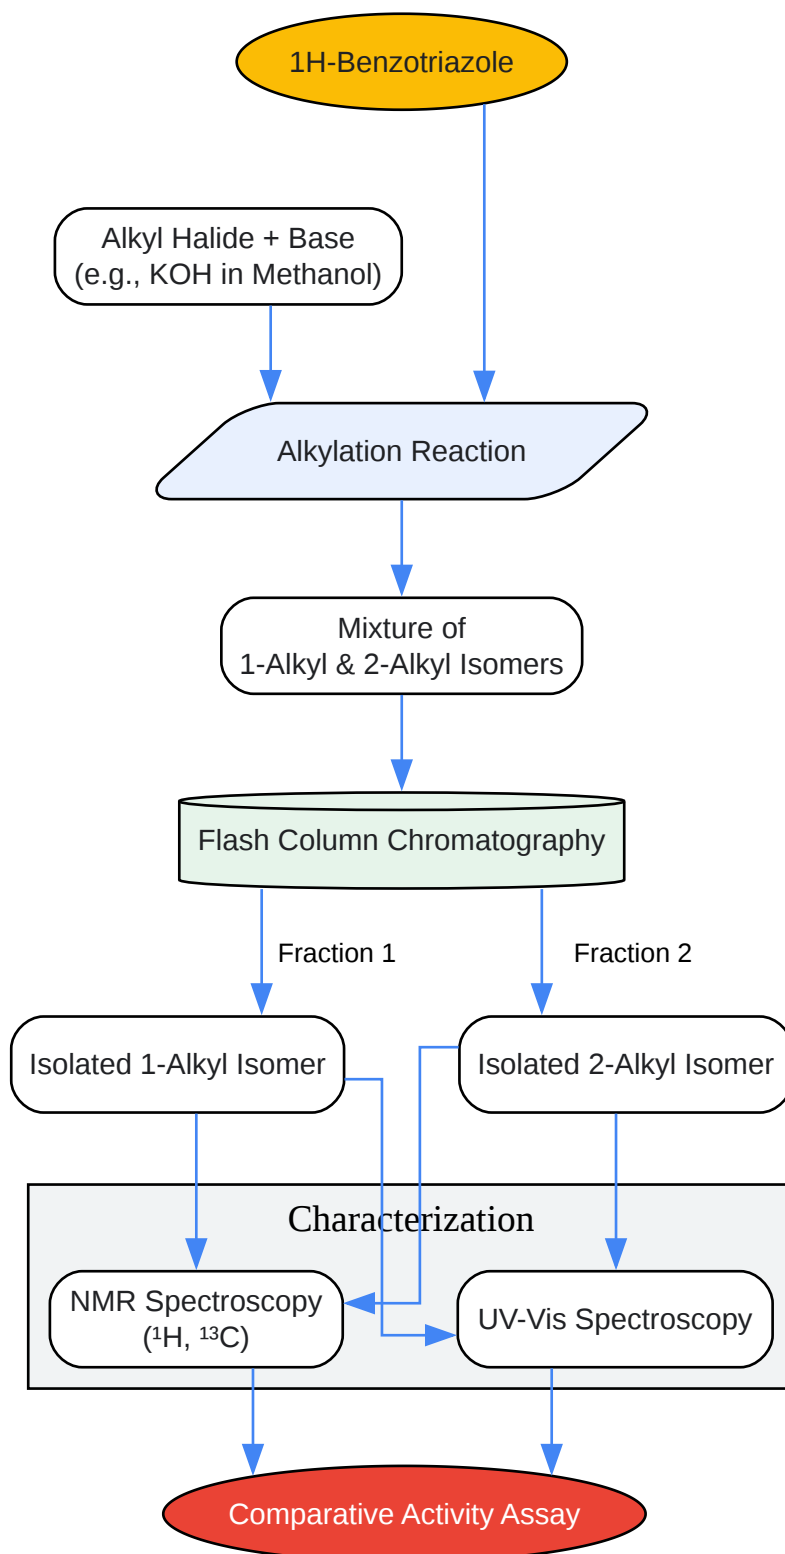 1H-Benzotriazole
Alkyl Halide + Base
(e.g., KOH in Methanol)
Alkylation Reaction
Mixture of
1-Alkyl & 2-Alkyl Isomers
Flash Column Chromatography
Fraction 1
Fraction 2
Isolated 1-Alkyl Isomer
Isolated 2-Alkyl Isomer
Characterization
NMR Spectroscopy
(¹H, ¹³C)
UV-Vis Spectroscopy
Comparative Activity Assay